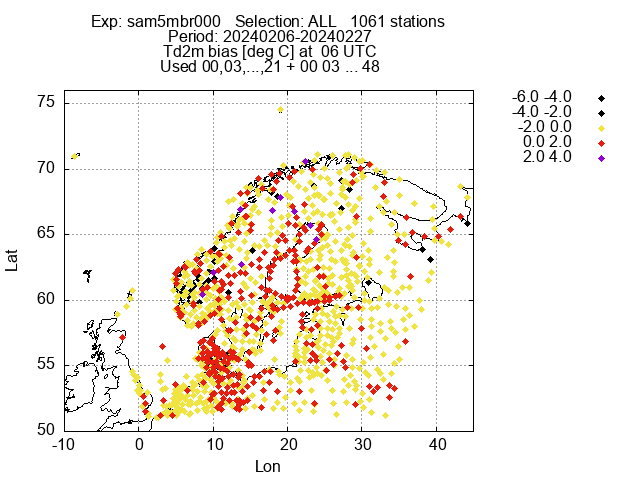 Exp: sam5mbr000 Selection: ALL 1061 stations
Period: 20240206-20240227
Td2m bias [deg C] at 06 UTC
Used 00,03,...,21 + 00 03 ... 48
-6.0 -4.0
-4.0 -2.0
-2.0 0.0
0.0 2.0
2.0 4.0
75
70
65
60
55
50
Lat
-10 0 10 20 30 40
Lon